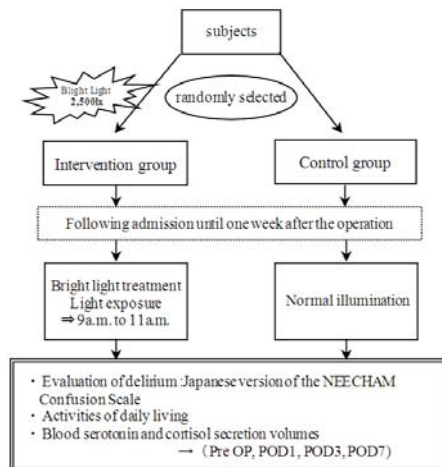 subjects
Blight Light
2,500lx
randomly selected
Intervention group
Control group
Following admission until one week after the operation
Bright light treatment
Light exposure
⇒ 9a.m. to 11a.m.
Normal illumination
・ Evaluation of delirium :Japanese version of the NEECHAM
Confusion Scale
・ Activities of daily living
・ Blood serotonin and cortisol secretion volumes
→ (Pre OP, POD1, POD3, POD7)